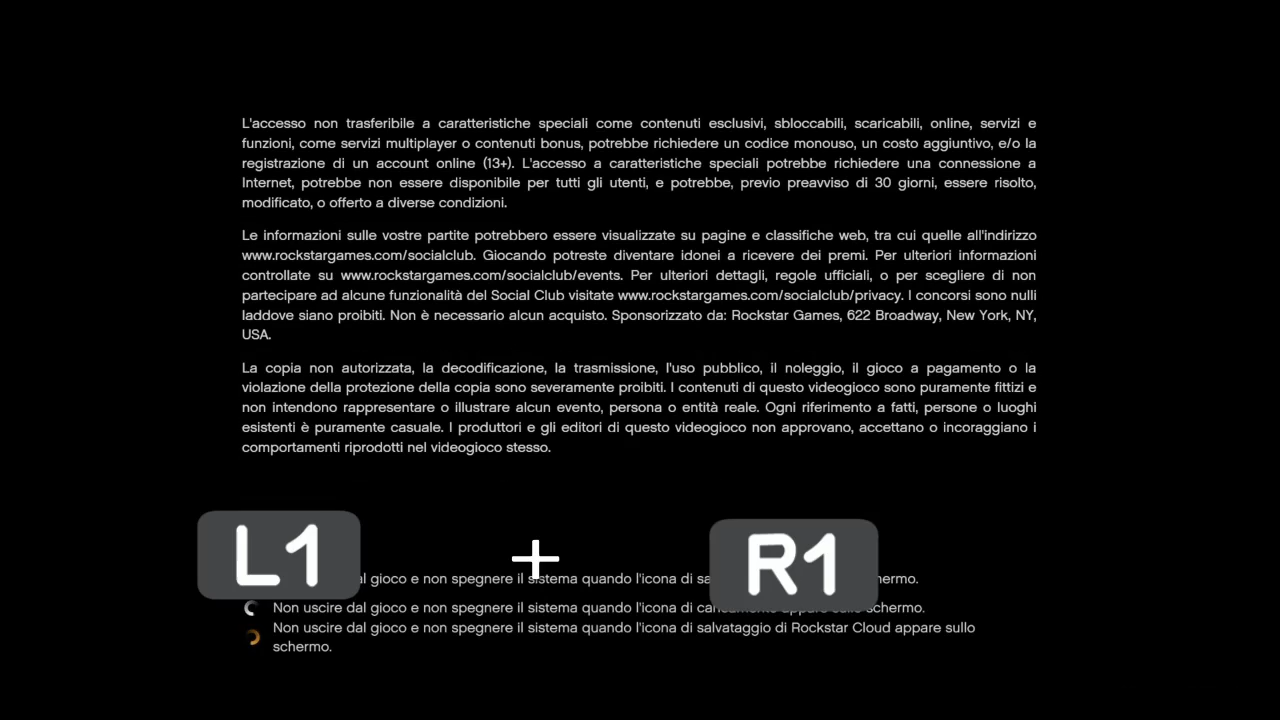 L'accesso non trasferibile a caratteristiche speciali come contenuti esclusivi, sbloccabili, scaricabili, online, servizi e
funzioni, come servizi multiplayer o contenuti bonus, potrebbe richiedere un codice monouso, un costo aggiuntivo, e/o la
registrazione di un account online (13+). L'accesso a caratteristiche speciali potrebbe richiedere una connessione a
Internet, potrebbe non essere disponibile per tutti gli utenti, e potrebbe, previo preavviso di 30 giorni, essere risolto,
modificato, o offerto a diverse condizioni.
Le informazioni sulle vostre partite potrebbero essere visualizzate su pagine e classifiche web, tra cui quelle all'indirizzo
www.rockstargames.com/socialclub. Giocando potreste diventare idonei a ricevere dei premi. Per ulteriori informazioni
controllate su www.rockstargames.com/socialclub/events. Per ulteriori dettagli, regole ufficiali, o per scegliere di non
partecipare ad alcune funzionalità del Social Club visitate www.rockstargames.com/socialclub/privacy. I concorsi sono nulli
laddove siano proibiti. Non è necessario alcun acquisto. Sponsorizzato da: Rockstar Games, 622 Broadway, New York, NY,
USA.
La copia non autorizzata, la decodificazione, la trasmissione, l'uso pubblico, il noleggio, il gioco a pagamento o la
violazione della protezione della copia sono severamente proibiti. I contenuti di questo videogioco sono puramente fittizi e
non intendono rappresentare o illustrare alcun evento, persona o entità reale. Ogni riferimento a fatti, persone o luoghi
esistenti è puramente casuale. I produttori e gli editori di questo videogioco non approvano, accettano o incoraggiano i
comportamenti riprodotti nel videogioco stesso.
L1 + R1
gioco e non spegnere il sistema quando l'icona di
Non uscire dal gioco e non spegnere il sistema quando l'icona di caricamento appare sullo schermo.
Non uscire dal gioco e non spegnere il sistema quando l'icona di salvataggio di Rockstar Cloud appare sullo
schermo.